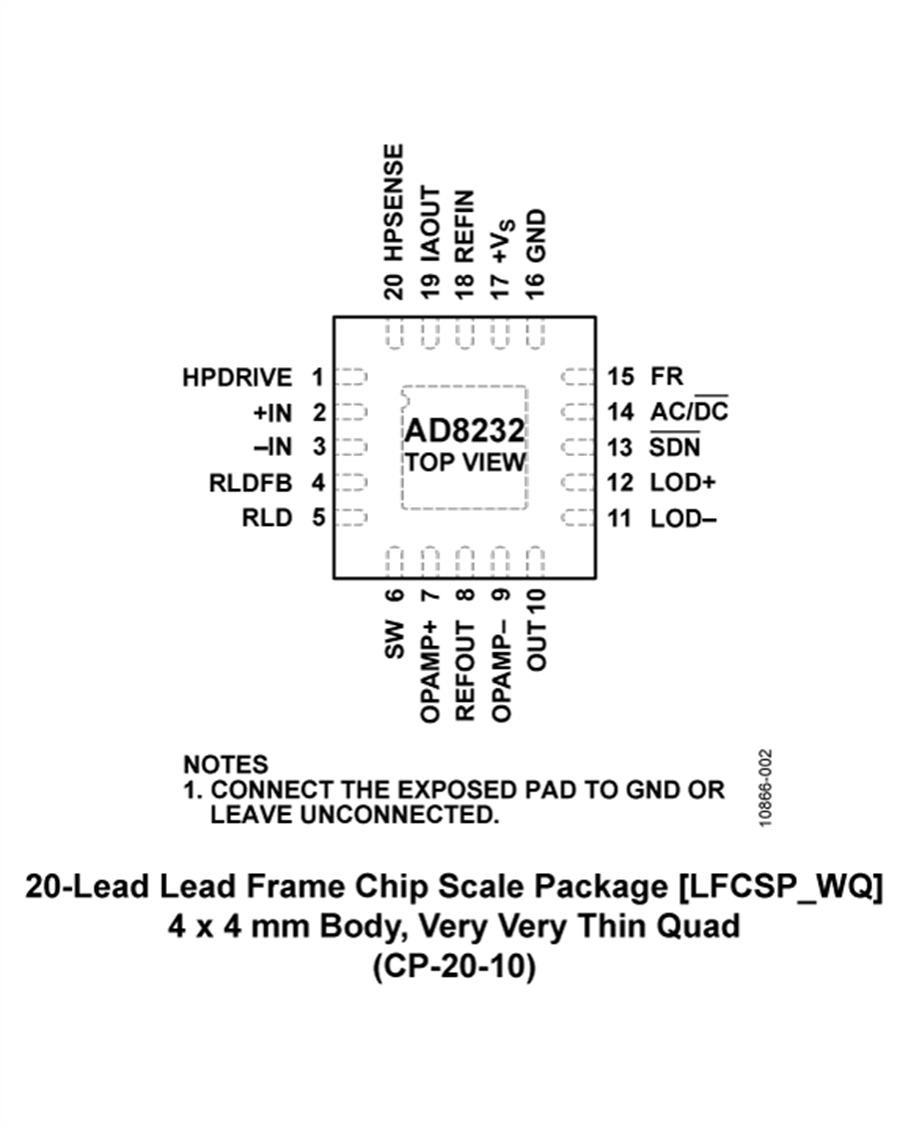 20 HPSENSE
19 IAOUT
18 REFIN
17 +VS
16 GND
HPDRIVE 1
+IN 2
–IN 3
RLDFB 4
RLD 5
15 FR
14 AC/D̅C̅
13 S̅D̅N̅
12 LOD+
11 LOD–
AD8232
TOP VIEW
SW 6
OPAMP+ 7
REFOUT 8
OPAMP– 9
OUT 10
NOTES
1. CONNECT THE EXPOSED PAD TO GND OR
LEAVE UNCONNECTED.
10866-002
20-Lead Lead Frame Chip Scale Package [LFCSP_WQ]
4 x 4 mm Body, Very Very Thin Quad
(CP-20-10)